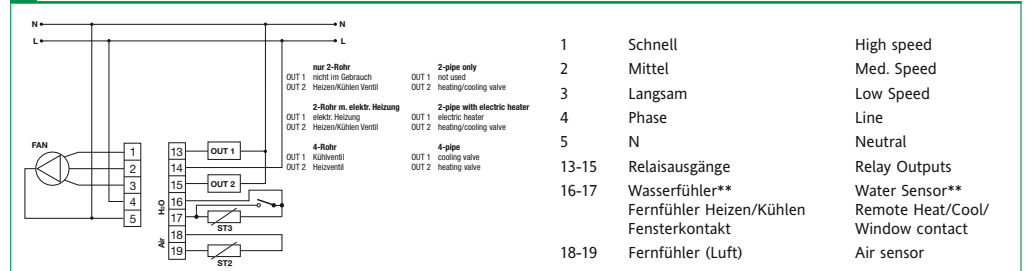 N N
L L
nur 2-Rohr
OUT 1 nicht im Gebrauch
OUT 2 Heizen/Kühlen Ventil
2-pipe only
OUT 1 not used
OUT 2 heating/cooling valve
2-Rohr m. elektr. Heizung
OUT 1 elektr. Heizung
OUT 2 Heizen/Kühlen Ventil
2-pipe with electric heater
OUT 1 electric heater
OUT 2 heating/cooling valve
4-Rohr
OUT 1 Kühlventil
OUT 2 Heizventil
4-pipe
OUT 1 cooling valve
OUT 2 heating valve
FAN
1
2
3
4
5
13 OUT 1
14
15 OUT 2
H₂O
16
17
ST3
Air
18
19
ST2
1 Schnell High speed
2 Mittel Med. Speed
3 Langsam Low Speed
4 Phase Line
5 N Neutral
13-15 Relaisausgänge Relay Outputs
16-17 Wasserfühler** Water Sensor**
Fernfühler Heizen/Kühlen Remote Heat/Cool/
Fensterkontakt Window contact
18-19 Fernfühler (Luft) Air sensor